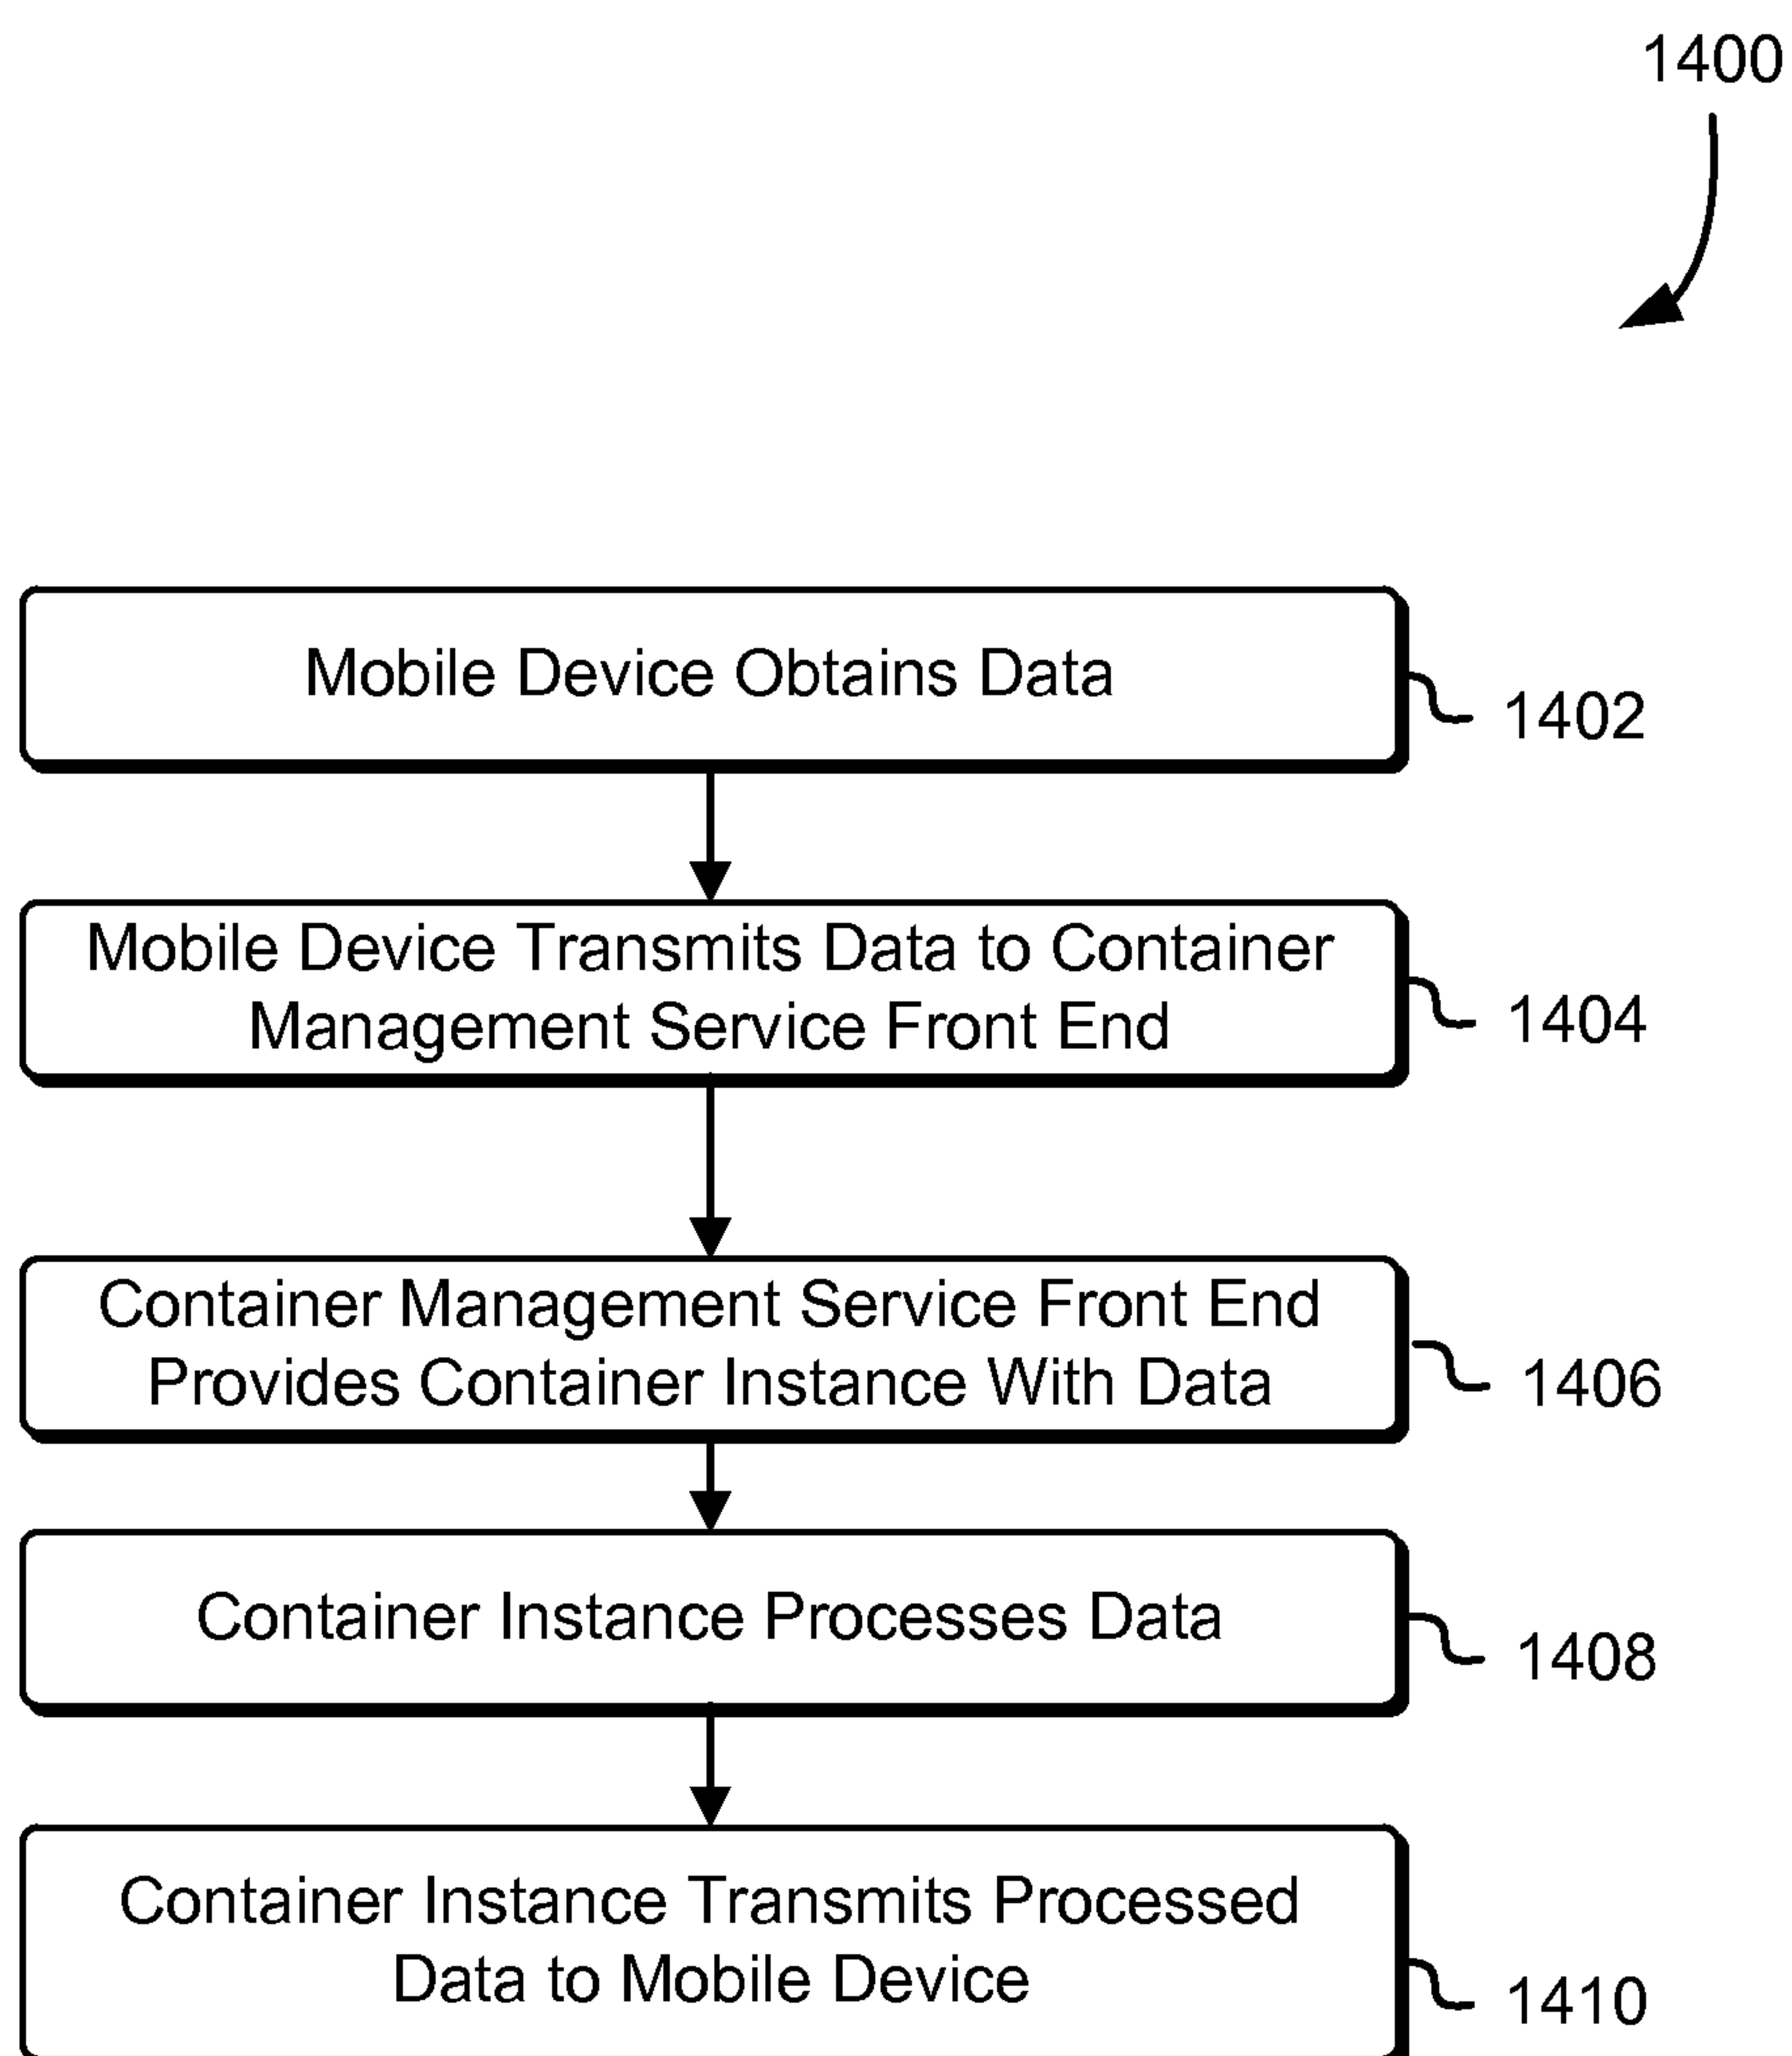 1400
Mobile Device Obtains Data
1402
Mobile Device Transmits Data to Container
Management Service Front End
1404
Container Management Service Front End
Provides Container Instance With Data
1406
Container Instance Processes Data
1408
Container Instance Transmits Processed
Data to Mobile Device
1410